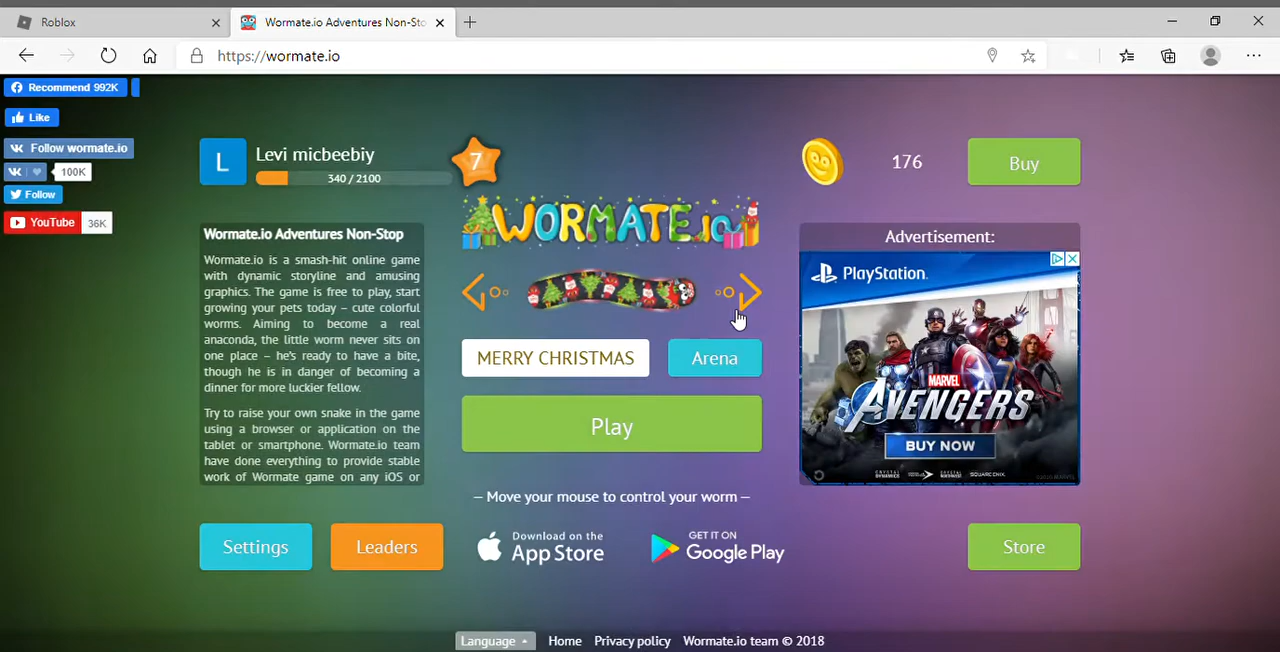 Roblox
Wormate.io Adventures Non-Sto
https://wormate.io
Recommend 992K
Like
Follow wormate.io
100K
Follow
YouTube 36K
L
Levi micbeebiy
340 / 2100
7
176
Buy
WORMATE.io
Wormate.io Adventures Non-Stop
Wormate.io is a smash-hit online game
with dynamic storyline and amusing
graphics. The game is free to play, start
growing your pets today – cute colorful
worms. Aiming to become a real
anaconda, the little worm never sits on
one place – he's ready to have a bite,
though he is in danger of becoming a
dinner for more luckier fellow.
Try to raise your own snake in the game
using a browser or application on the
tablet or smartphone. Wormate.io team
have done everything to provide stable
work of Wormate game on any iOS or
MERRY CHRISTMAS
Arena
Play
— Move your mouse to control your worm —
Advertisement:
PlayStation
MARVEL
AVENGERS
BUY NOW
CRYSTAL DYNAMICS
SQUARE ENIX
Settings
Leaders
Download on the
App Store
GET IT ON
Google Play
Store
Language
Home
Privacy policy
Wormate.io team © 2018